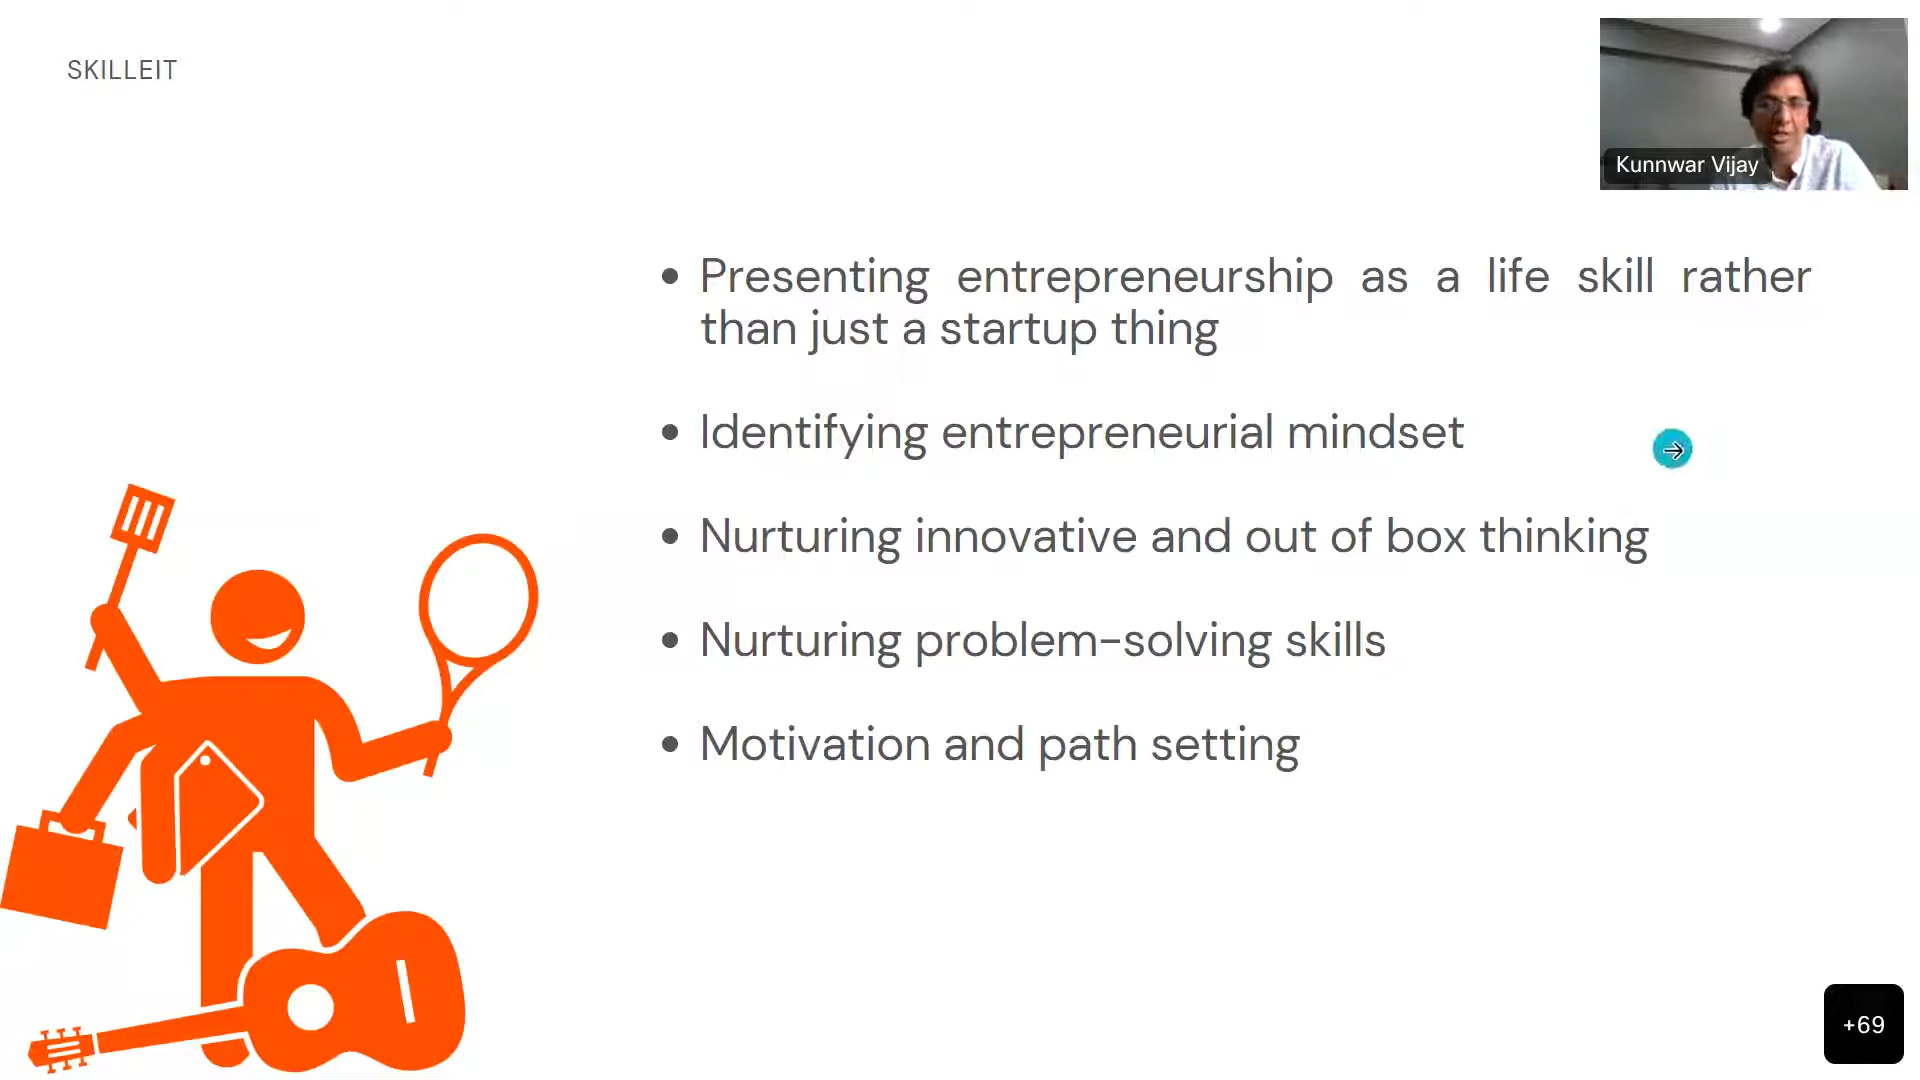 SKILLEIT
Kunnwar Vijay
• Presenting entrepreneurship as a life skill rather
than just a startup thing
• Identifying entrepreneurial mindset
• Nurturing innovative and out of box thinking
• Nurturing problem-solving skills
• Motivation and path setting
+69